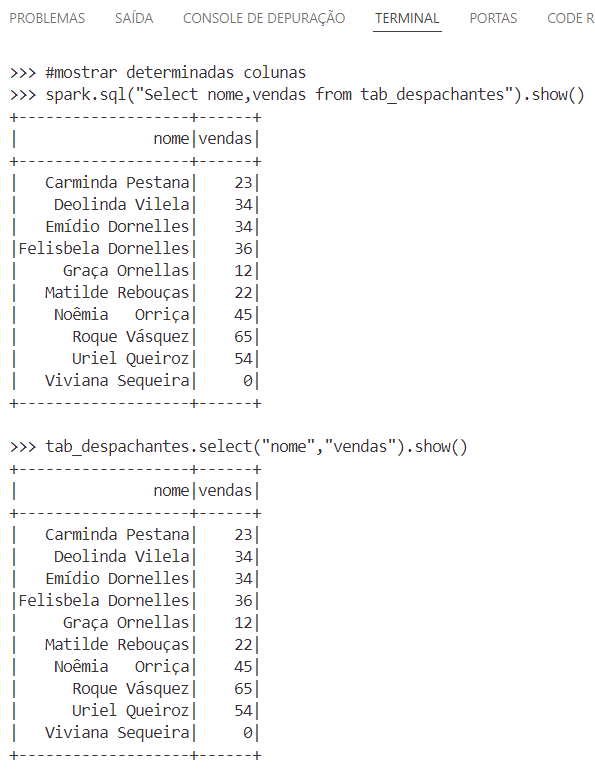 PROBLEMAS SAÍDA CONSOLE DE DEPURAÇÃO TERMINAL PORTAS CODE R
>>> #mostrar determinadas colunas
>>> spark.sql("Select nome,vendas from tab_despachantes").show()
+-------------------+------+
|               nome|vendas|
+-------------------+------+
|   Carminda Pestana|    23|
|    Deolinda Vilela|    34|
|   Emídio Dornelles|    34|
|Felisbela Dornelles|    36|
|     Graça Ornellas|    12|
|   Matilde Rebouças|    22|
|    Noêmia   Orriça|    45|
|      Roque Vásquez|    65|
|      Uriel Queiroz|    54|
|   Viviana Sequeira|     0|
+-------------------+------+
>>> tab_despachantes.select("nome","vendas").show()
+-------------------+------+
|               nome|vendas|
+-------------------+------+
|   Carminda Pestana|    23|
|    Deolinda Vilela|    34|
|   Emídio Dornelles|    34|
|Felisbela Dornelles|    36|
|     Graça Ornellas|    12|
|   Matilde Rebouças|    22|
|    Noêmia   Orriça|    45|
|      Roque Vásquez|    65|
|      Uriel Queiroz|    54|
|   Viviana Sequeira|     0|
+-------------------+------+